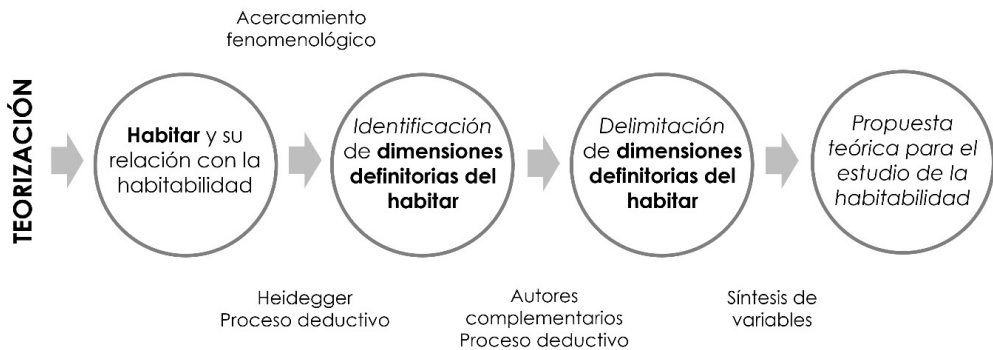 Acercamiento
fenomenológico
TEORIZACIÓN
Habitar y su
relación con la
habitabilidad
Identificación
de dimensiones
definitorias del
habitar
Delimitación
de dimensiones
definitorias del
habitar
Propuesta
teórica para el
estudio de la
habitabilidad
Heidegger
Proceso deductivo
Autores
complementarios
Proceso deductivo
Síntesis de
variables